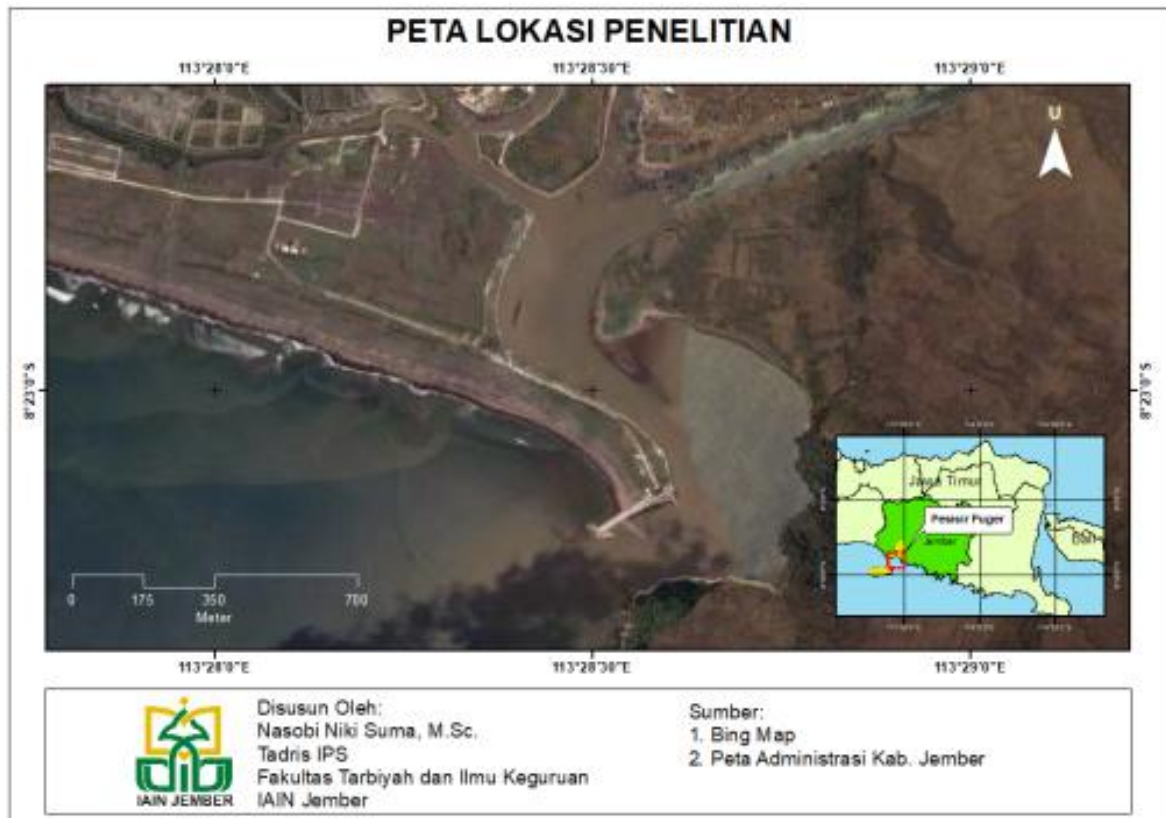 PETA LOKASI PENELITIAN
113°28'0"E 113°28'30"E 113°29'0"E
U
8°23'0"S 8°23'0"S
Jawa Timur
Pesisir Puger
Jember
Bali
0 175 350 700
Meter
113°28'0"E 113°28'30"E 113°29'0"E
IAIN JEMBER
Disusun Oleh:
Nasobi Niki Suma, M.Sc.
Tadris IPS
Fakultas Tarbiyah dan Ilmu Keguruan
IAIN Jember
Sumber:
1. Bing Map
2. Peta Administrasi Kab. Jember